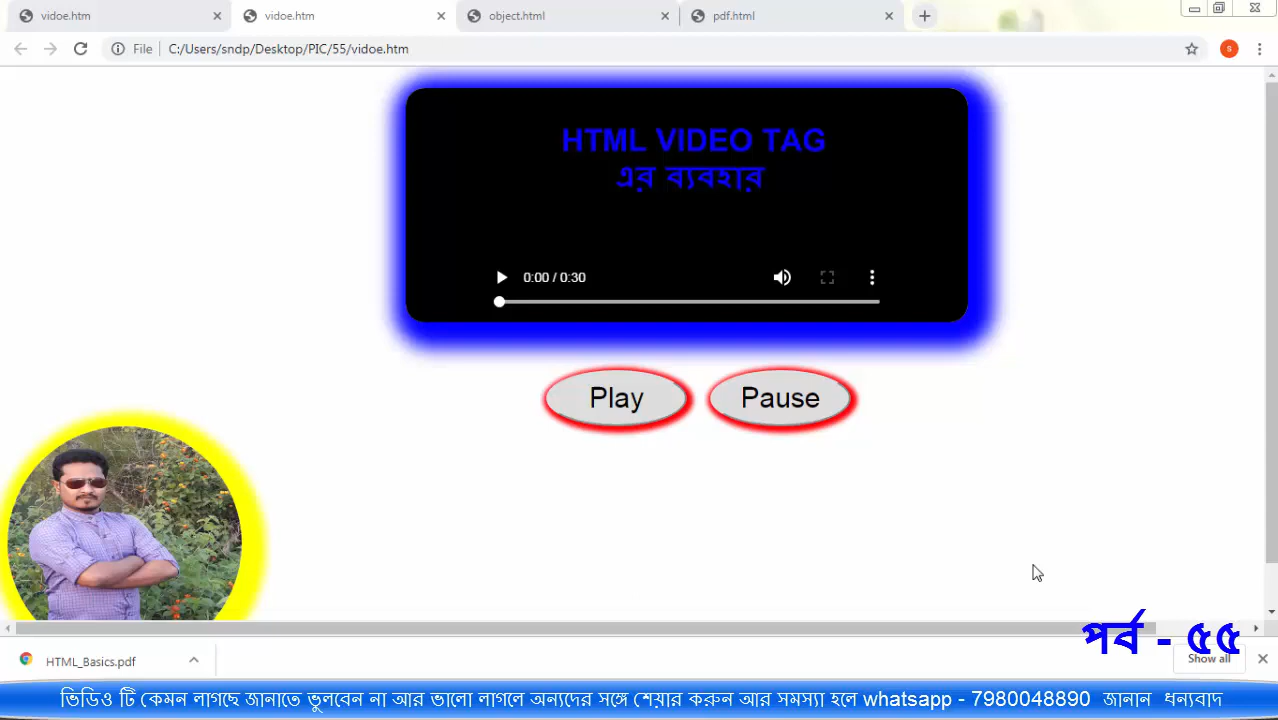 vidoe.htm
vidoe.htm
object.html
pdf.html
File
C:/Users/sndp/Desktop/PIC/55/vidoe.htm
s
HTML VIDEO TAG
এর ব্যবহার
0:00 / 0:30
Play
Pause
পর্ব - ৫৫
HTML_Basics.pdf
Show all
ভিডিও টি কেমন লাগছে জানাতে ভুলবেন না আর ভালো লাগলে অন্যদের সঙ্গে শেয়ার করুন আর সমস্যা হলে whatsapp - 7980048890 জানান ধন্যবাদ